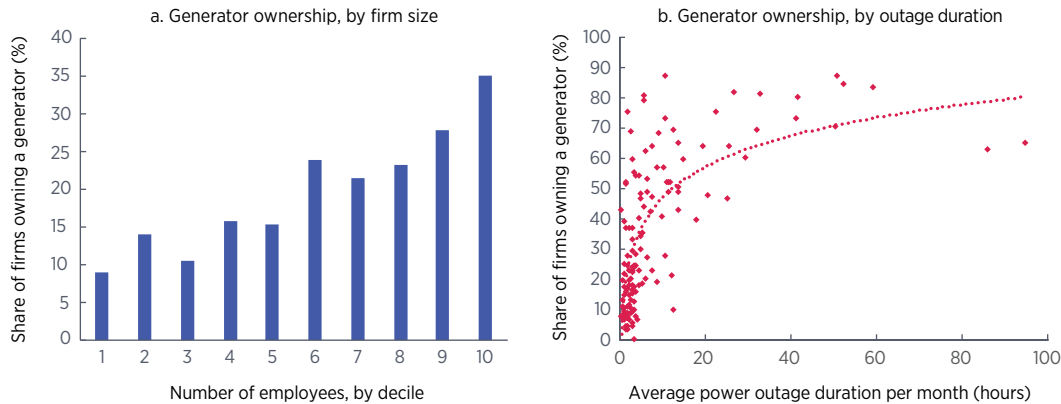 a. Generator ownership, by firm size
Share of firms owning a generator (%)
40
35
30
25
20
15
10
5
0
1 2 3 4 5 6 7 8 9 10
Number of employees, by decile
b. Generator ownership, by outage duration
Share of firms owning a generator (%)
100
90
80
70
60
50
40
30
20
10
0
0 20 40 60 80 100
Average power outage duration per month (hours)